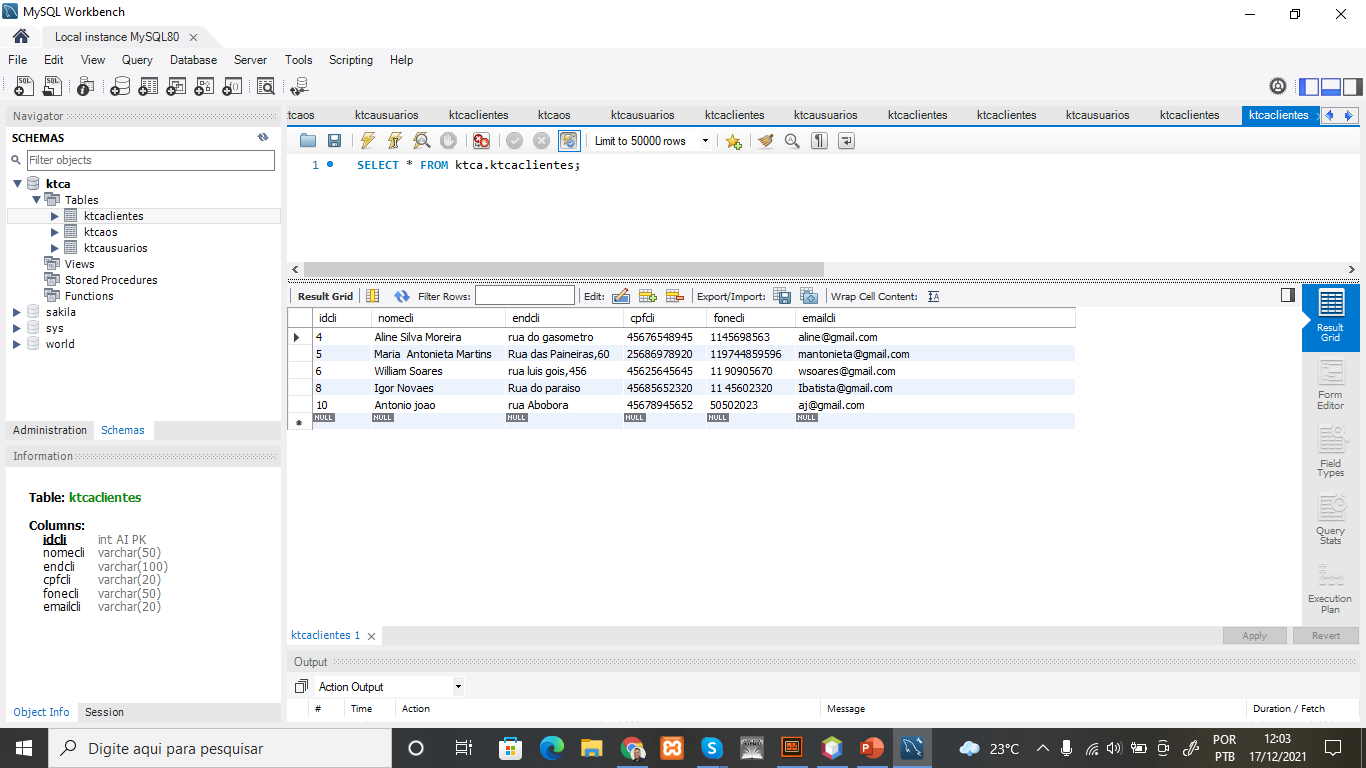 MySQL Workbench
Local instance MySQL80
File Edit View Query Database Server Tools Scripting Help
Navigator
SCHEMAS
Filter objects
ktca
Tables
ktcaclientes
ktcaos
ktcausuarios
Views
Stored Procedures
Functions
sakila
sys
world
Administration Schemas
Information
Table: ktcaclientes
Columns:
idcli int AI PK
nomecli varchar(50)
endcli varchar(100)
cpfcli varchar(20)
fonecli varchar(50)
emailcli varchar(20)
Object Info Session
ktcaos ktcausuarios ktcaclientes ktcaos ktcausuarios ktcaclientes ktcausuarios ktcaclientes ktcaclientes ktcausuarios ktcaclientes ktcaclientes
Limit to 50000 rows
1 SELECT * FROM ktca.ktcaclientes;
Result Grid Filter Rows: Edit: Export/Import: Wrap Cell Content:
idcli nomecli endcli cpfcli fonecli emailcli
4 Aline Silva Moreira rua do gasometro 45676548945 1145698563 aline@gmail.com
5 Maria Antonieta Martins Rua das Paineiras,60 25686978920 119744859596 mantonieta@gmail.com
6 William Soares rua luis gois,456 45625645645 11 90905670 wsoares@gmail.com
8 Igor Novaes Rua do paraiso 45685652320 11 45602320 Ibatista@gmail.com
10 Antonio joao rua Abobora 45678945652 50502023 aj@gmail.com
NULL NULL NULL NULL NULL NULL
Result
Grid
Form
Editor
Field
Types
Query
Stats
Execution
Plan
ktcaclientes 1
Apply Revert
Output
Action Output
# Time Action Message Duration / Fetch
Digite aqui para pesquisar
23°C
POR
PTB
12:03
17/12/2021